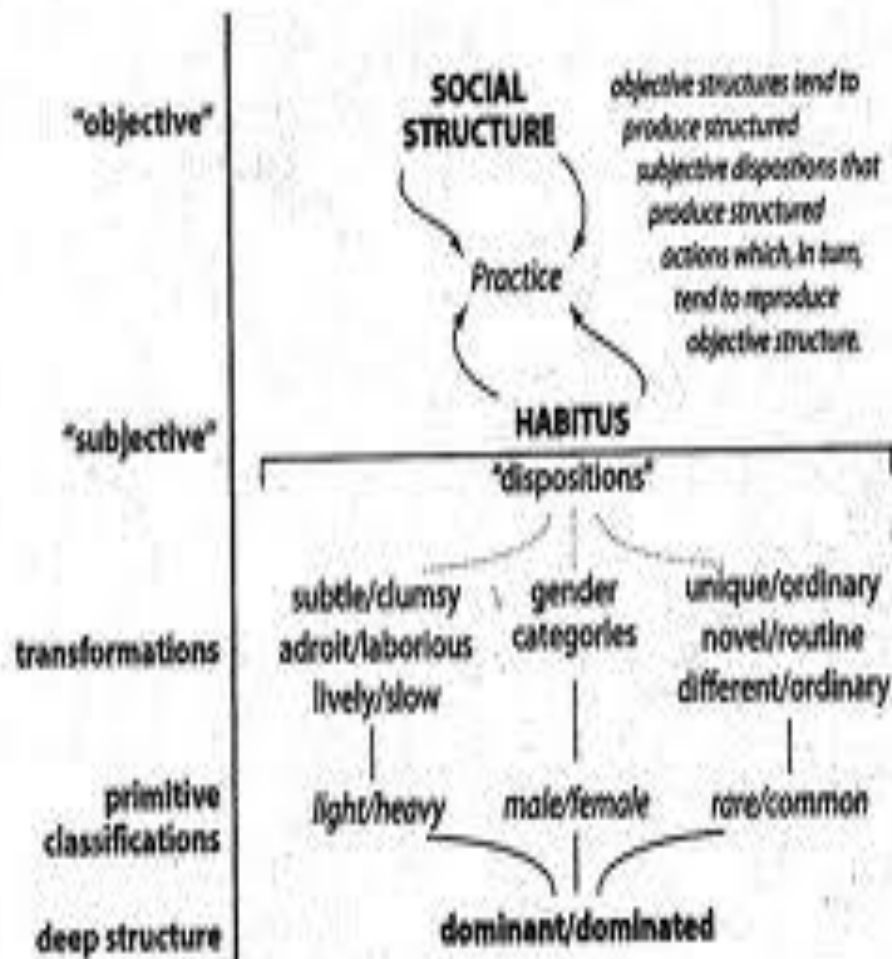 "objective"
SOCIAL
STRUCTURE
objective structures tend to
produce structured
subjective dispostions that
produce structured
actions which, in turn,
tend to reproduce
objective structure.
Practice
"subjective"
HABITUS
"dispositions"
transformations
subtle/clumsy
adroit/laborious
lively/slow
gender
categories
unique/ordinary
novel/routine
different/ordinary
primitive
classifications
light/heavy
male/female
rare/common
deep structure
dominant/dominated